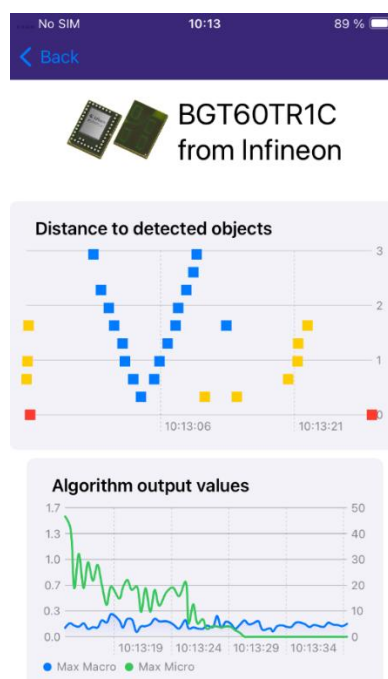 No SIM 10:13 89 %
Back
BGT60TR1C
from Infineon
Distance to detected objects
3
2
1
0
10:13:06 10:13:21
Algorithm output values
1.7 50
1.3 40
1.0 30
0.7 20
0.3 10
0.0 0
10:13:19 10:13:24 10:13:29 10:13:34
Max Macro Max Micro